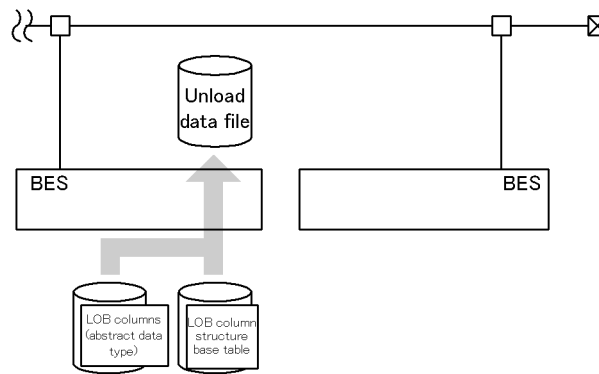 Unload
data file
BES
BES
LOB columns
(abstract data
type)
LOB column
structure
base table